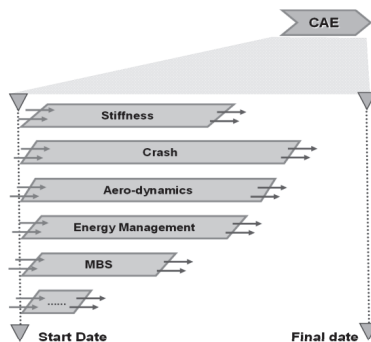 CAE
Stiffness
Crash
Aero-dynamics
Energy Management
MBS
......
Start Date
Final date